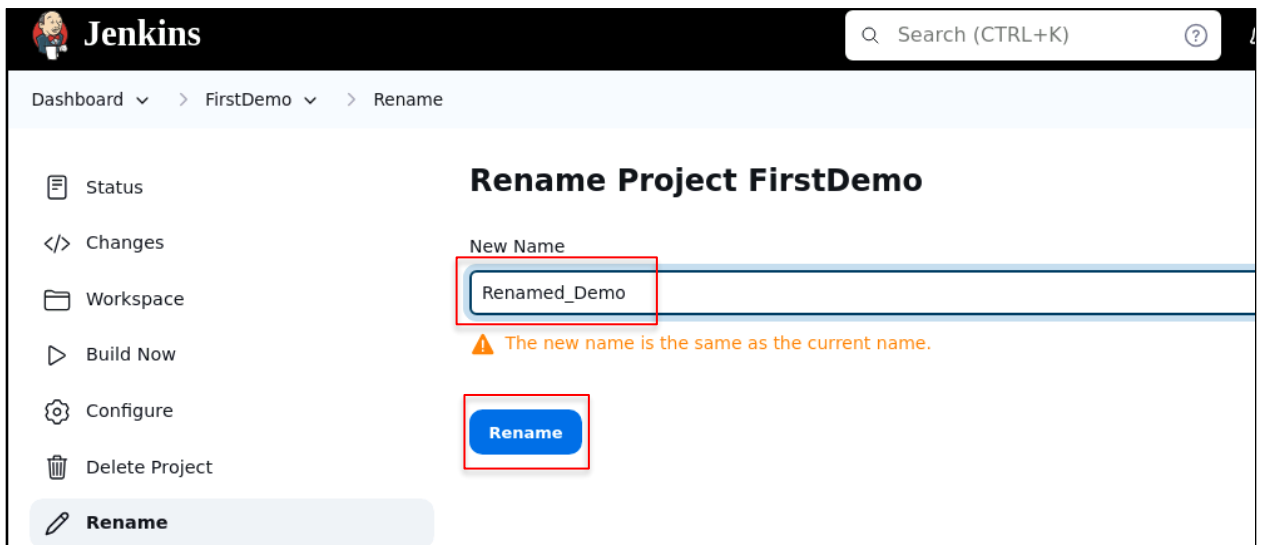 Jenkins
Search (CTRL+K)
Dashboard > FirstDemo > Rename
Status
Changes
Workspace
Build Now
Configure
Delete Project
Rename
Rename Project FirstDemo
New Name
Renamed_Demo
The new name is the same as the current name.
Rename